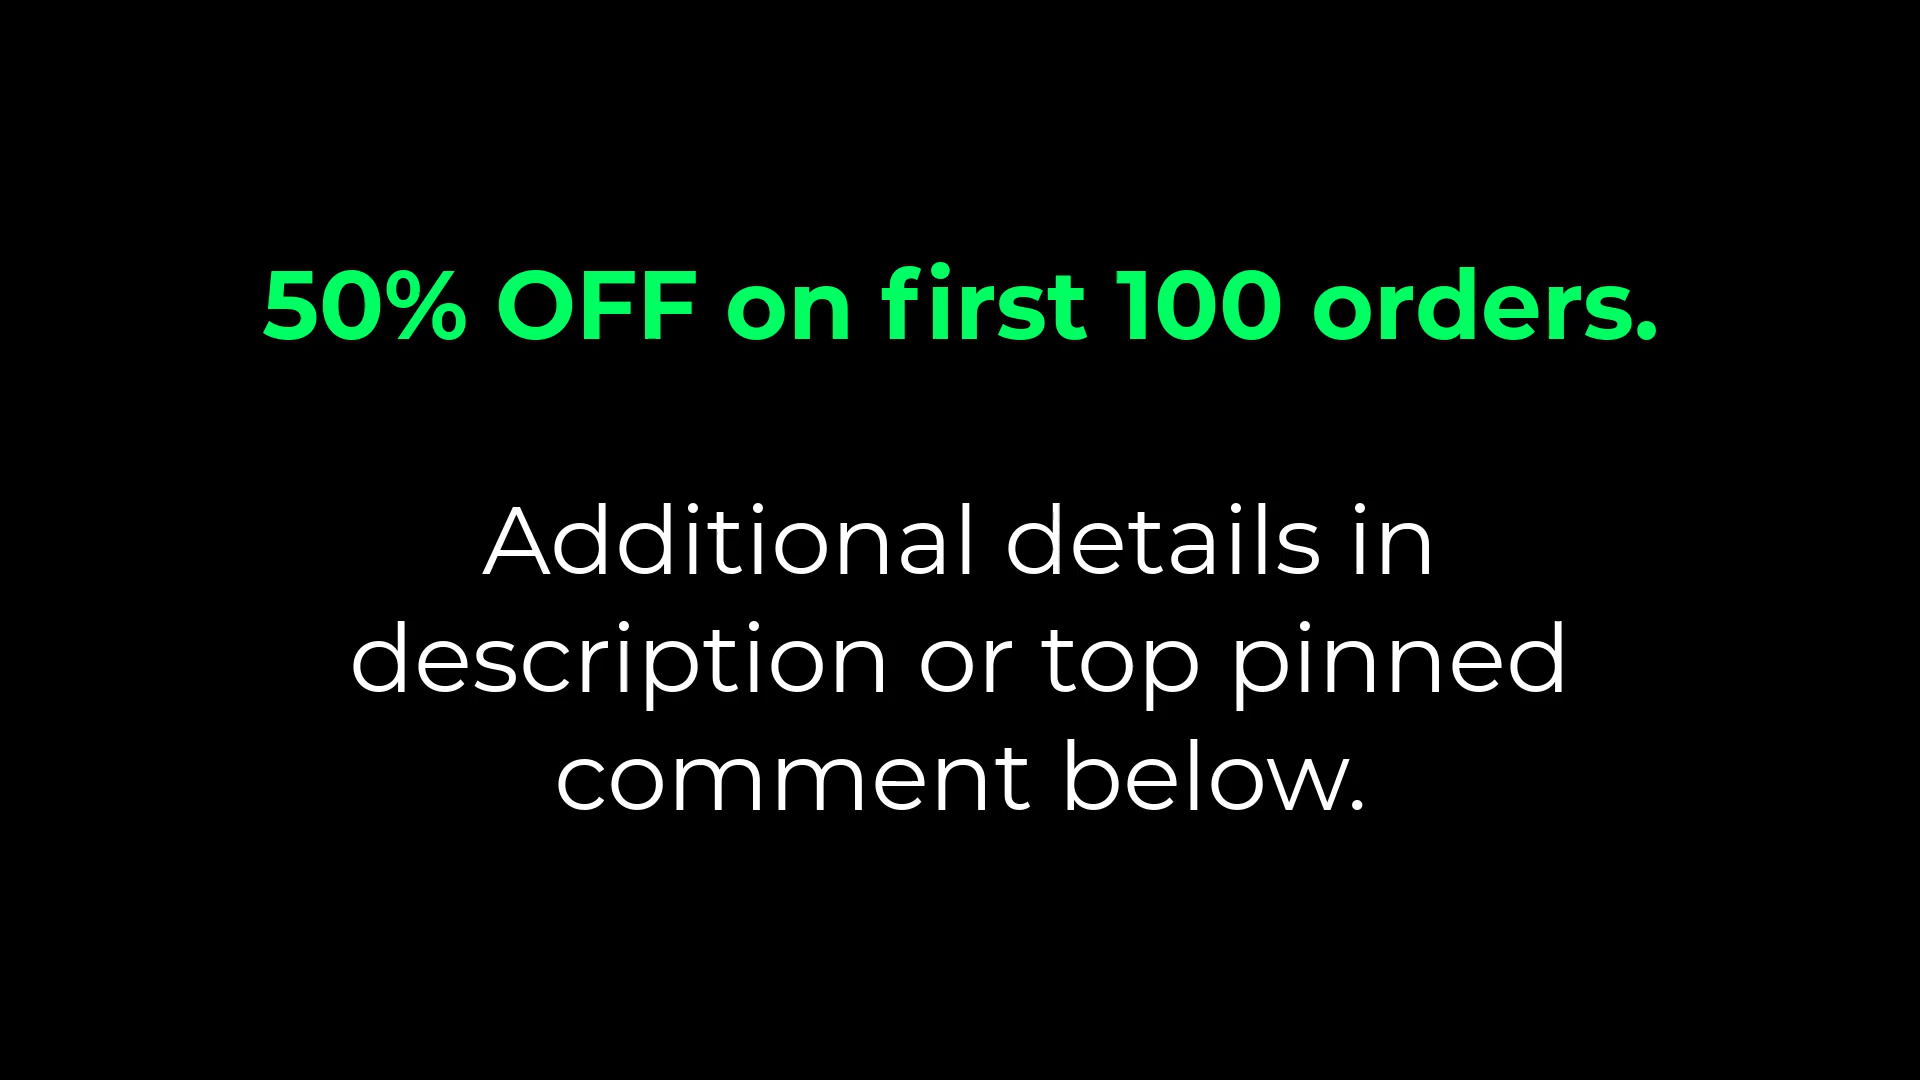 50% OFF on first 100 orders.
Additional details in
description or top pinned
comment below.